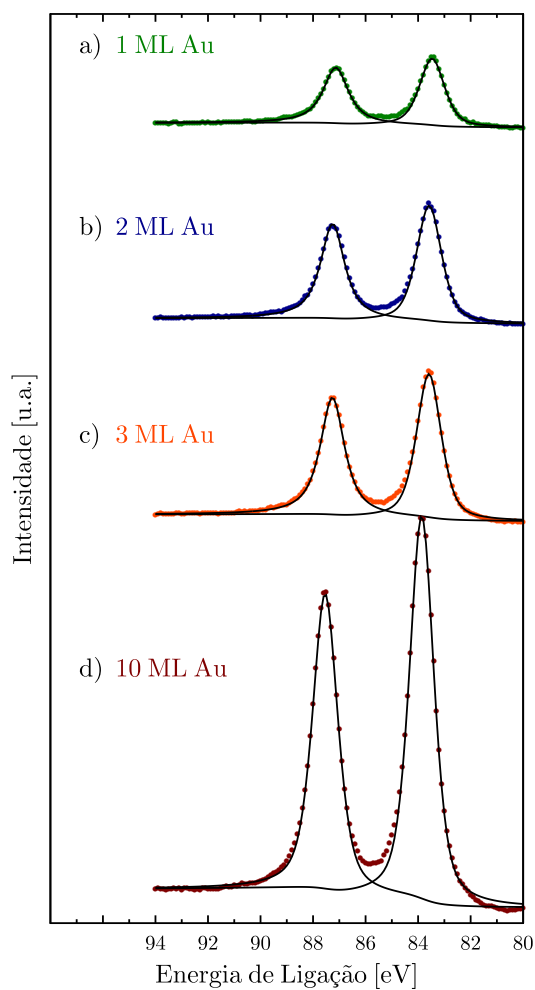 a) 1 ML Au
b) 2 ML Au
c) 3 ML Au
d) 10 ML Au
Intensidade [u.a.]
94 92 90 88 86 84 82 80
Energia de Ligação [eV]